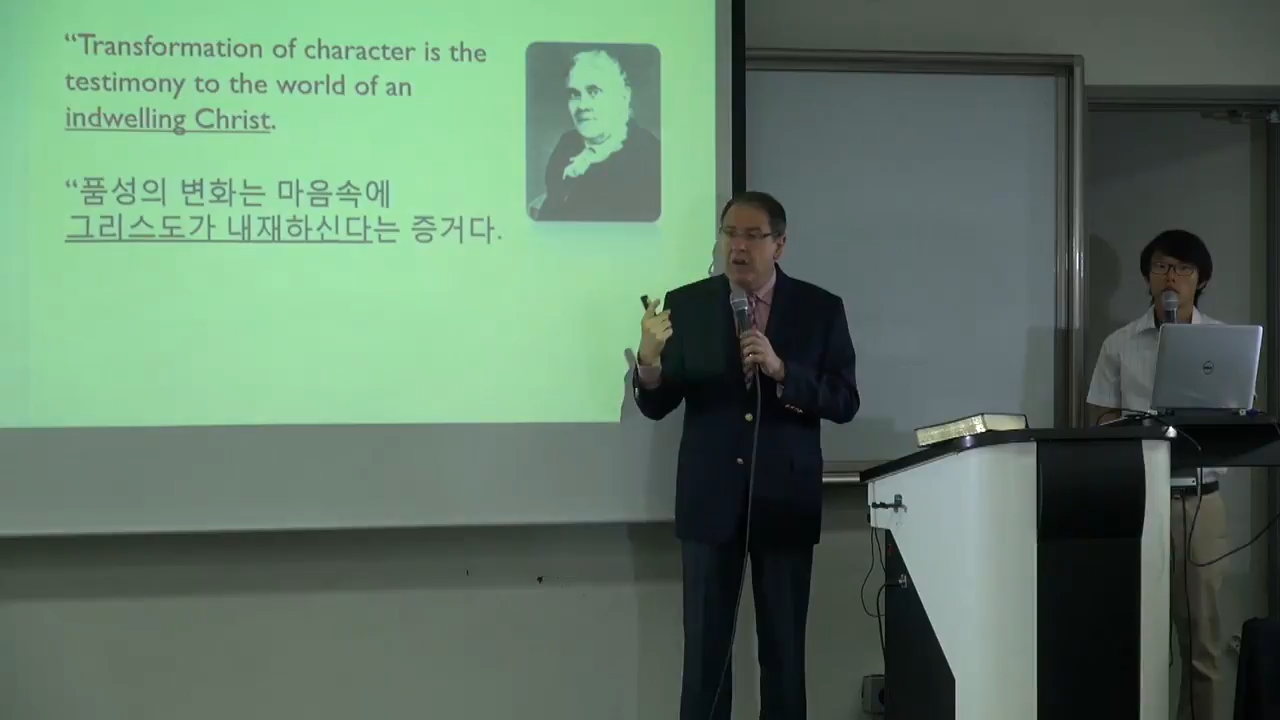 “Transformation of character is the
testimony to the world of an
indwelling Christ.
“품성의 변화는 마음속에
그리스도가 내재하신다는 증거다.
DELL